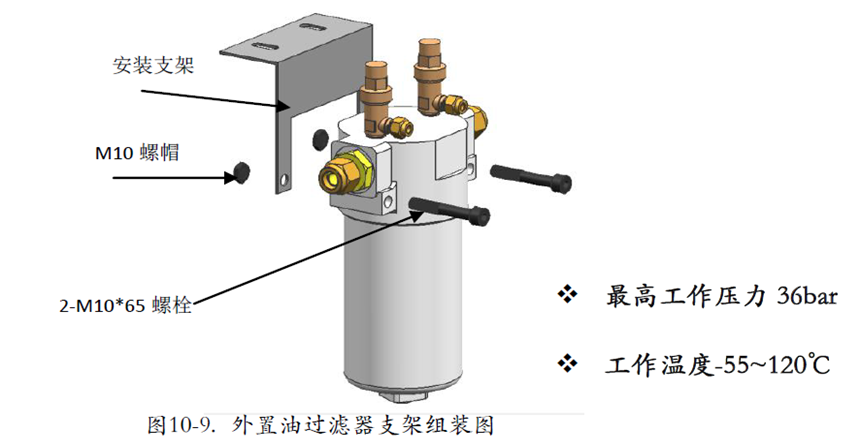 安装支架
M10 螺帽
2-M10*65 螺栓
❖ 最高工作压力 36bar
❖ 工作温度-55~120℃
图10-9. 外置油过滤器支架组装图